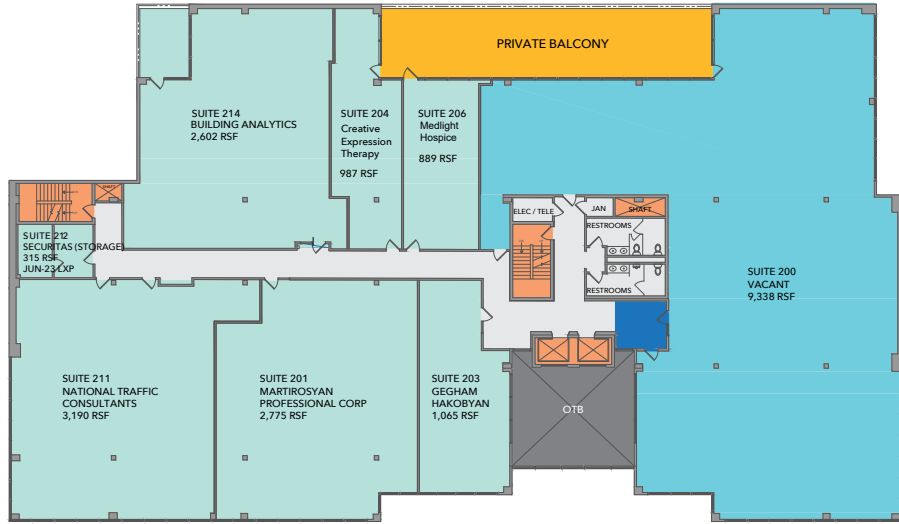 PRIVATE BALCONY
SUITE 214
BUILDING ANALYTICS
2,602 RSF
SUITE 204
Creative
Expression
Therapy
987 RSF
SUITE 206
Medlight
Hospice
889 RSF
SHAFT
ELEC / TELE
JAN
SHAFT
RESTROOMS
SUITE 212
SECURITAS (STORAGE)
315 RSF
JUN-23 LXP
RESTROOMS
SUITE 200
VACANT
9,338 RSF
SUITE 211
NATIONAL TRAFFIC
CONSULTANTS
3,190 RSF
SUITE 201
MARTIROSYAN
PROFESSIONAL CORP
2,775 RSF
SUITE 203
GEGHAM
HAKOBYAN
1,065 RSF
OTB